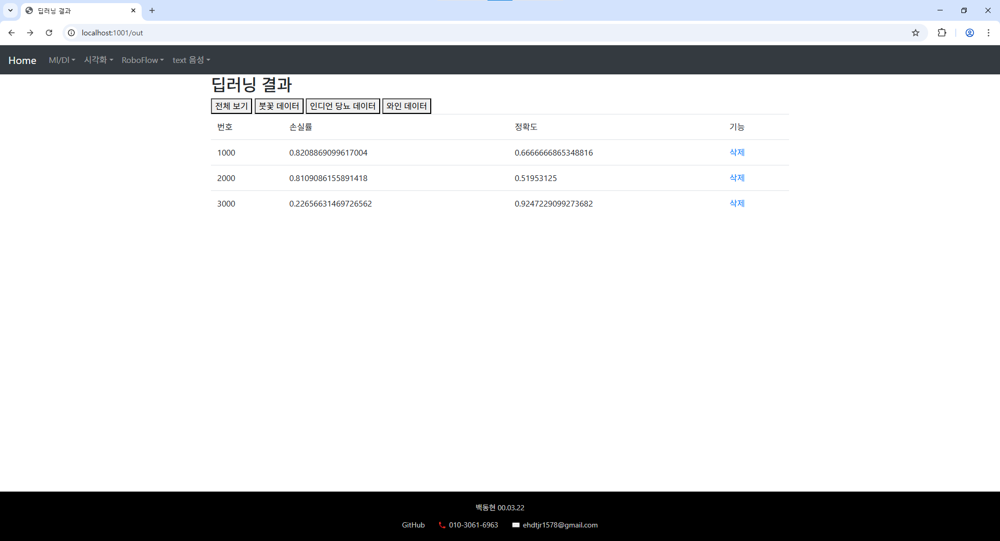 딥러닝 결과
localhost:1001/out
Home Ml/Dl 시각화 RoboFlow text 음성
딥러닝 결과
전체 보기 붓꽃 데이터 인디언 당뇨 데이터 와인 데이터
번호 손실률 정확도 기능
1000 0.8208869099617004 0.6666666865348816 삭제
2000 0.8109086155891418 0.51953125 삭제
3000 0.22656631469726562 0.9247229099273682 삭제
백동현 00.03.22
GitHub 010-3061-6963 ehdtjr1578@gmail.com